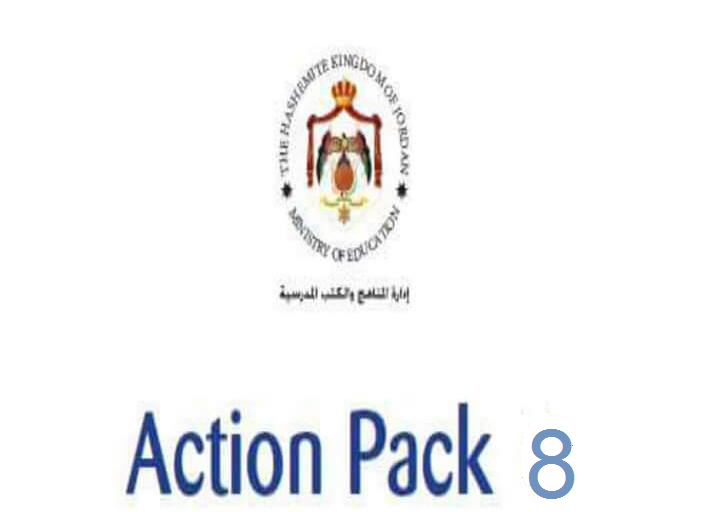 THE HASHEMITE KINGDOM OF JORDAN
MINISTRY OF EDUCATION
إدارة المناهج والكتب المدرسية
Action Pack 8